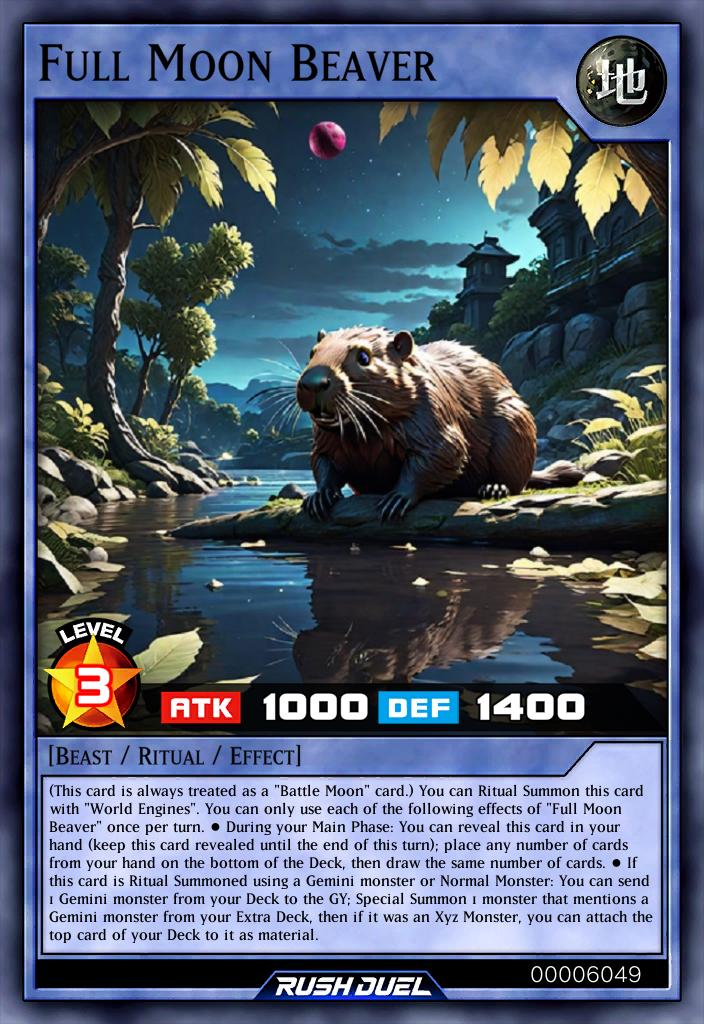 Full Moon Beaver
地
LEVEL
3
ATK 1000 DEF 1400
[Beast / Ritual / Effect]
(This card is always treated as a "Battle Moon" card.) You can Ritual Summon this card
with "World Engines". You can only use each of the following effects of "Full Moon
Beaver" once per turn. ● During your Main Phase: You can reveal this card in your
hand (keep this card revealed until the end of this turn); place any number of cards
from your hand on the bottom of the Deck, then draw the same number of cards. ● If
this card is Ritual Summoned using a Gemini monster or Normal Monster: You can send
1 Gemini monster from your Deck to the GY; Special Summon 1 monster that mentions a
Gemini monster from your Extra Deck, then if it was an Xyz Monster, you can attach the
top card of your Deck to it as material.
00006049
RUSH DUEL